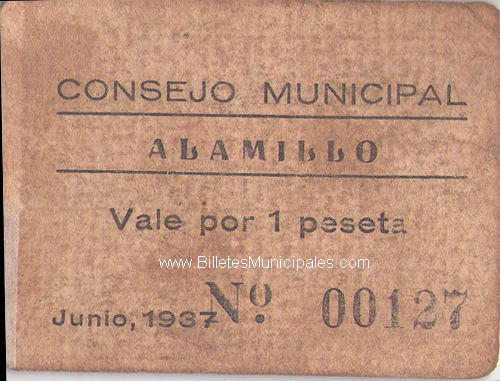 CONSEJO MUNICIPAL
ALAMILLO
Vale por 1 peseta
www.BilletesMunicipales.com
Junio, 1937 Nº 00127